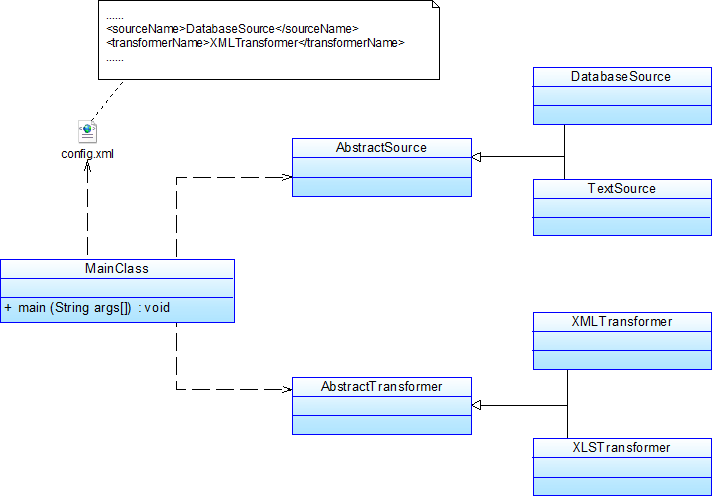 ......
<sourceName>DatabaseSource</sourceName>
<transformerName>XMLTransformer</transformerName>
......
config.xml
DatabaseSource
AbstractSource
TextSource
MainClass
+ main (String args[]) : void
XMLTransformer
AbstractTransformer
XLSTransformer